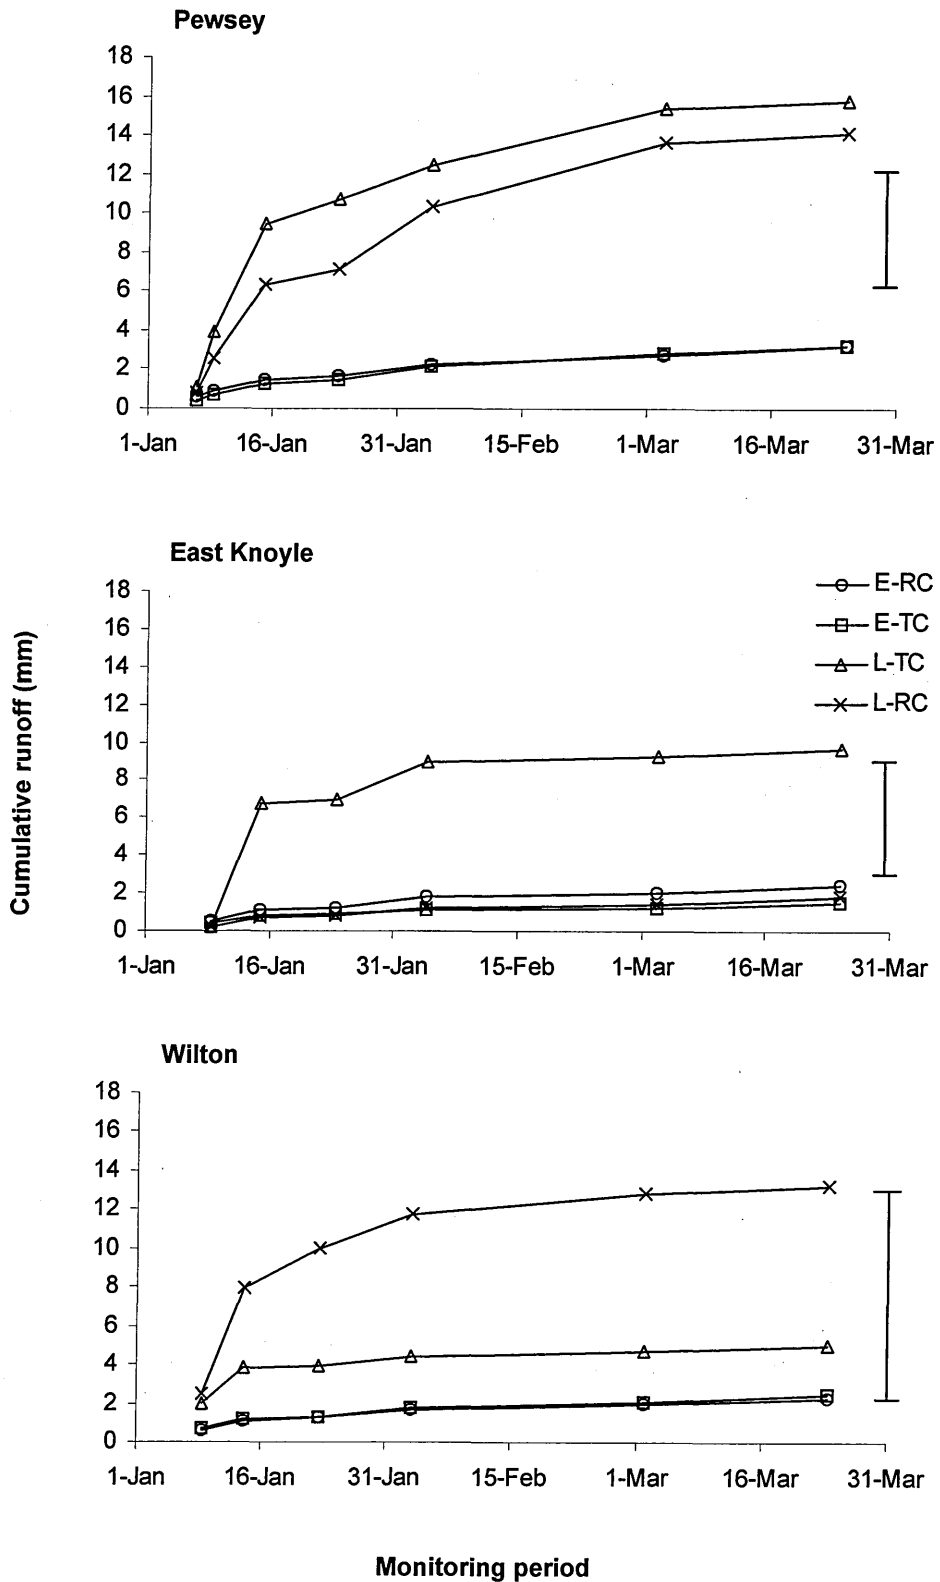 Pewsey
18
16
14
12
10
8
6
4
2
0
1-Jan 16-Jan 31-Jan 15-Feb 1-Mar 16-Mar 31-Mar
East Knoyle
18
16
14
12
10
8
6
4
2
0
E-RC
E-TC
L-TC
L-RC
Cumulative runoff (mm)
1-Jan 16-Jan 31-Jan 15-Feb 1-Mar 16-Mar 31-Mar
Wilton
18
16
14
12
10
8
6
4
2
0
1-Jan 16-Jan 31-Jan 15-Feb 1-Mar 16-Mar 31-Mar
Monitoring period